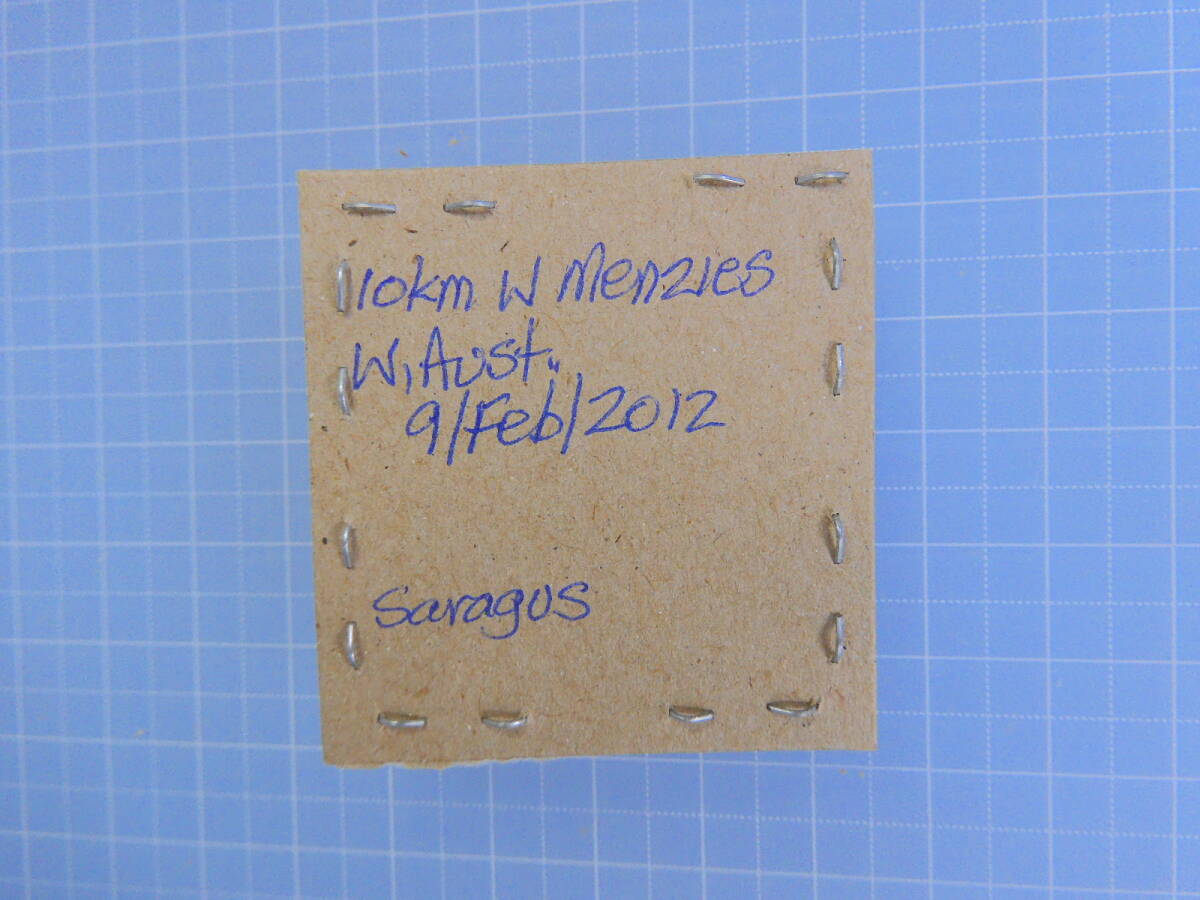 10km W Menzies
W, Aust.
9/Feb/2012
Saragus